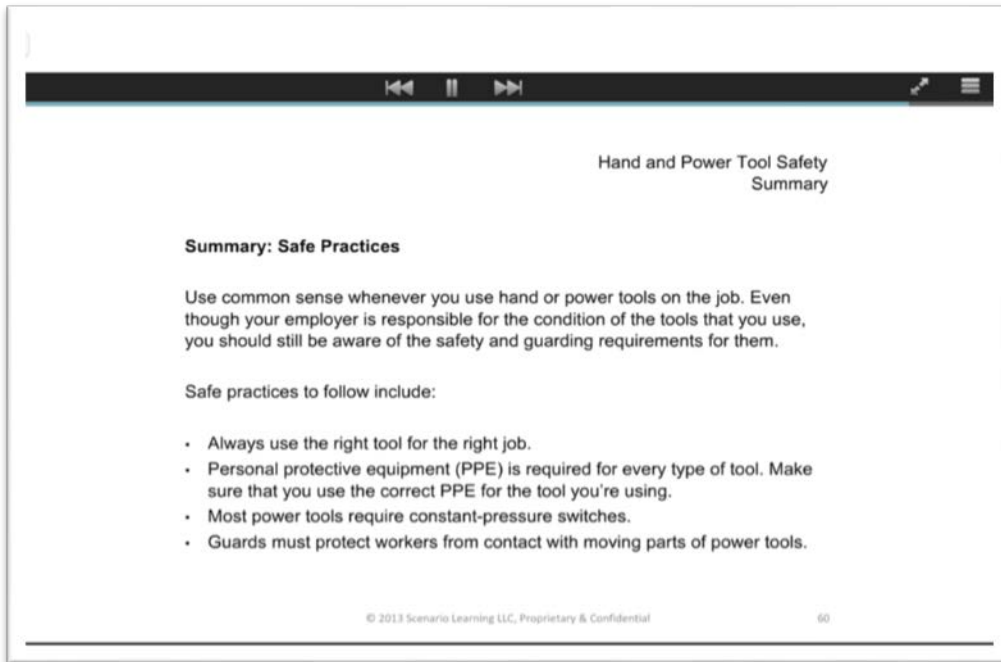 Hand and Power Tool Safety
Summary
Summary: Safe Practices
Use common sense whenever you use hand or power tools on the job. Even
though your employer is responsible for the condition of the tools that you use,
you should still be aware of the safety and guarding requirements for them.
Safe practices to follow include:
• Always use the right tool for the right job.
• Personal protective equipment (PPE) is required for every type of tool. Make
sure that you use the correct PPE for the tool you're using.
• Most power tools require constant-pressure switches.
• Guards must protect workers from contact with moving parts of power tools.
© 2013 Scenario Learning LLC, Proprietary & Confidential 60